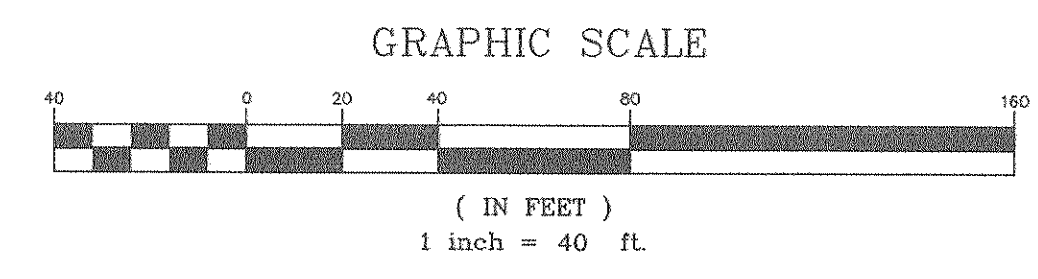 GRAPHIC SCALE
40 0 20 40 80 160
( IN FEET )
1 inch = 40 ft.